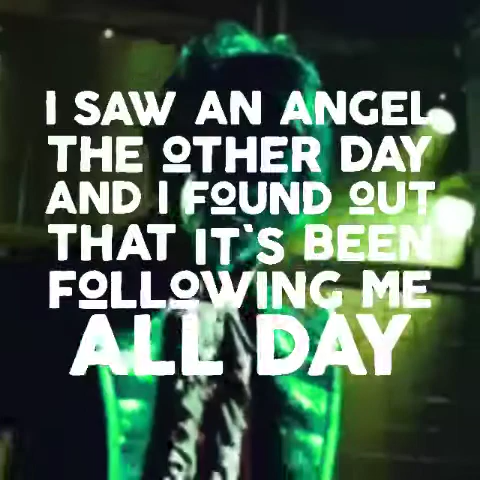 I SAW AN ANGEL
THE OTHER DAY
AND I FOUND OUT
THAT IT'S BEEN
FOLLOWING ME
ALL DAY